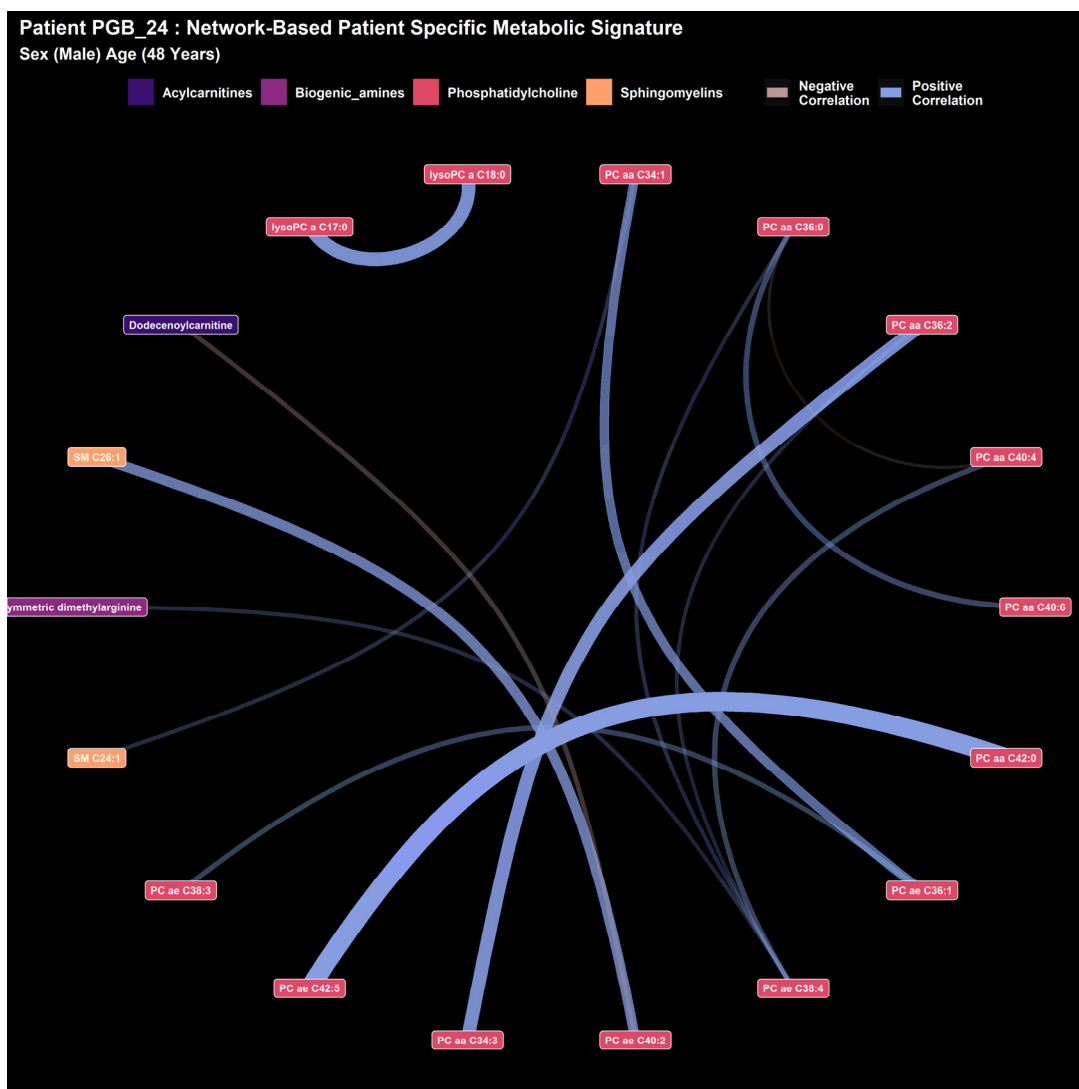 Patient PGB_24 : Network-Based Patient Specific Metabolic Signature
Sex (Male) Age (48 Years)
Acylcarnitines Biogenic_amines Phosphatidylcholine Sphingomyelins Negative Correlation Positive Correlation
lysoPC a C18:0 PC aa C34:1
lysoPC a C17:0 PC aa C36:0
Dodecenoylcarnitine PC aa C36:2
SM C26:1 PC aa C40:4
ymmetric dimethylarginine PC aa C40:6
SM C24:1 PC aa C42:0
PC ae C38:3 PC ae C36:1
PC ae C42:5 PC ae C38:4
PC aa C34:3 PC ae C40:2